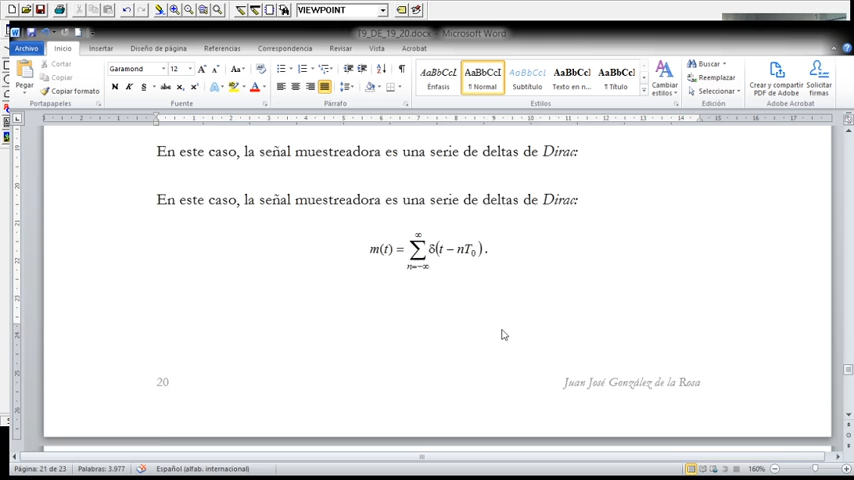 VIEWPOINT
T9_DE_19_20.docx - Microsoft Word
Archivo Inicio Insertar Diseño de página Referencias Correspondencia Revisar Vista Acrobat
Pegar
Cortar
Copiar
Copiar formato
Portapapeles
Garamond 12
N K S abc x₂ x²
Fuente
Párrafo
AaBbCcL AaBbCcI AaBbCcI AaBbCcI AaBbCcI
Énfasis ¶ Normal Subtítulo Texto en n... ¶ Título
Cambiar estilos
Estilos
Buscar
Reemplazar
Seleccionar
Edición
Crear y compartir PDF de Adobe
Solicitar firmas
Adobe Acrobat
En este caso, la señal muestreadora es una serie de deltas de Dirac:
En este caso, la señal muestreadora es una serie de deltas de Dirac:
m(t) = ∑_{n=-∞}^{∞} δ(t − nT₀).
20
Juan José González de la Rosa
Página: 21 de 23 Palabras: 3.977 Español (alfab. internacional) 160%